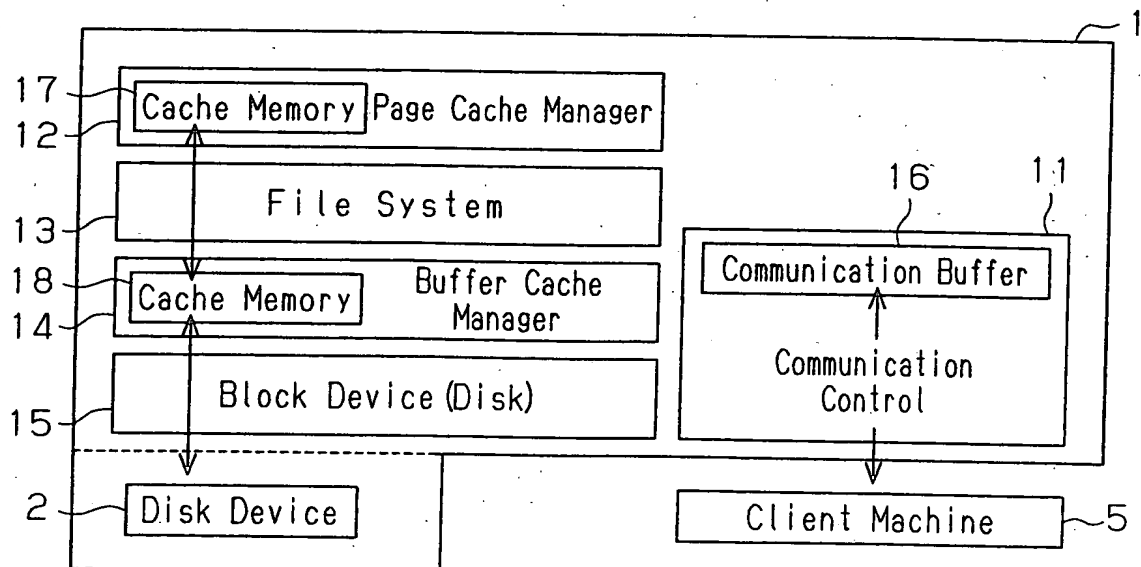 1
17
Cache Memory Page Cache Manager
12
File System
13
16
11
Communication Buffer
18
Cache Memory
Buffer Cache
Manager
14
Communication
Control
Block Device (Disk)
15
2
Disk Device
Client Machine
5